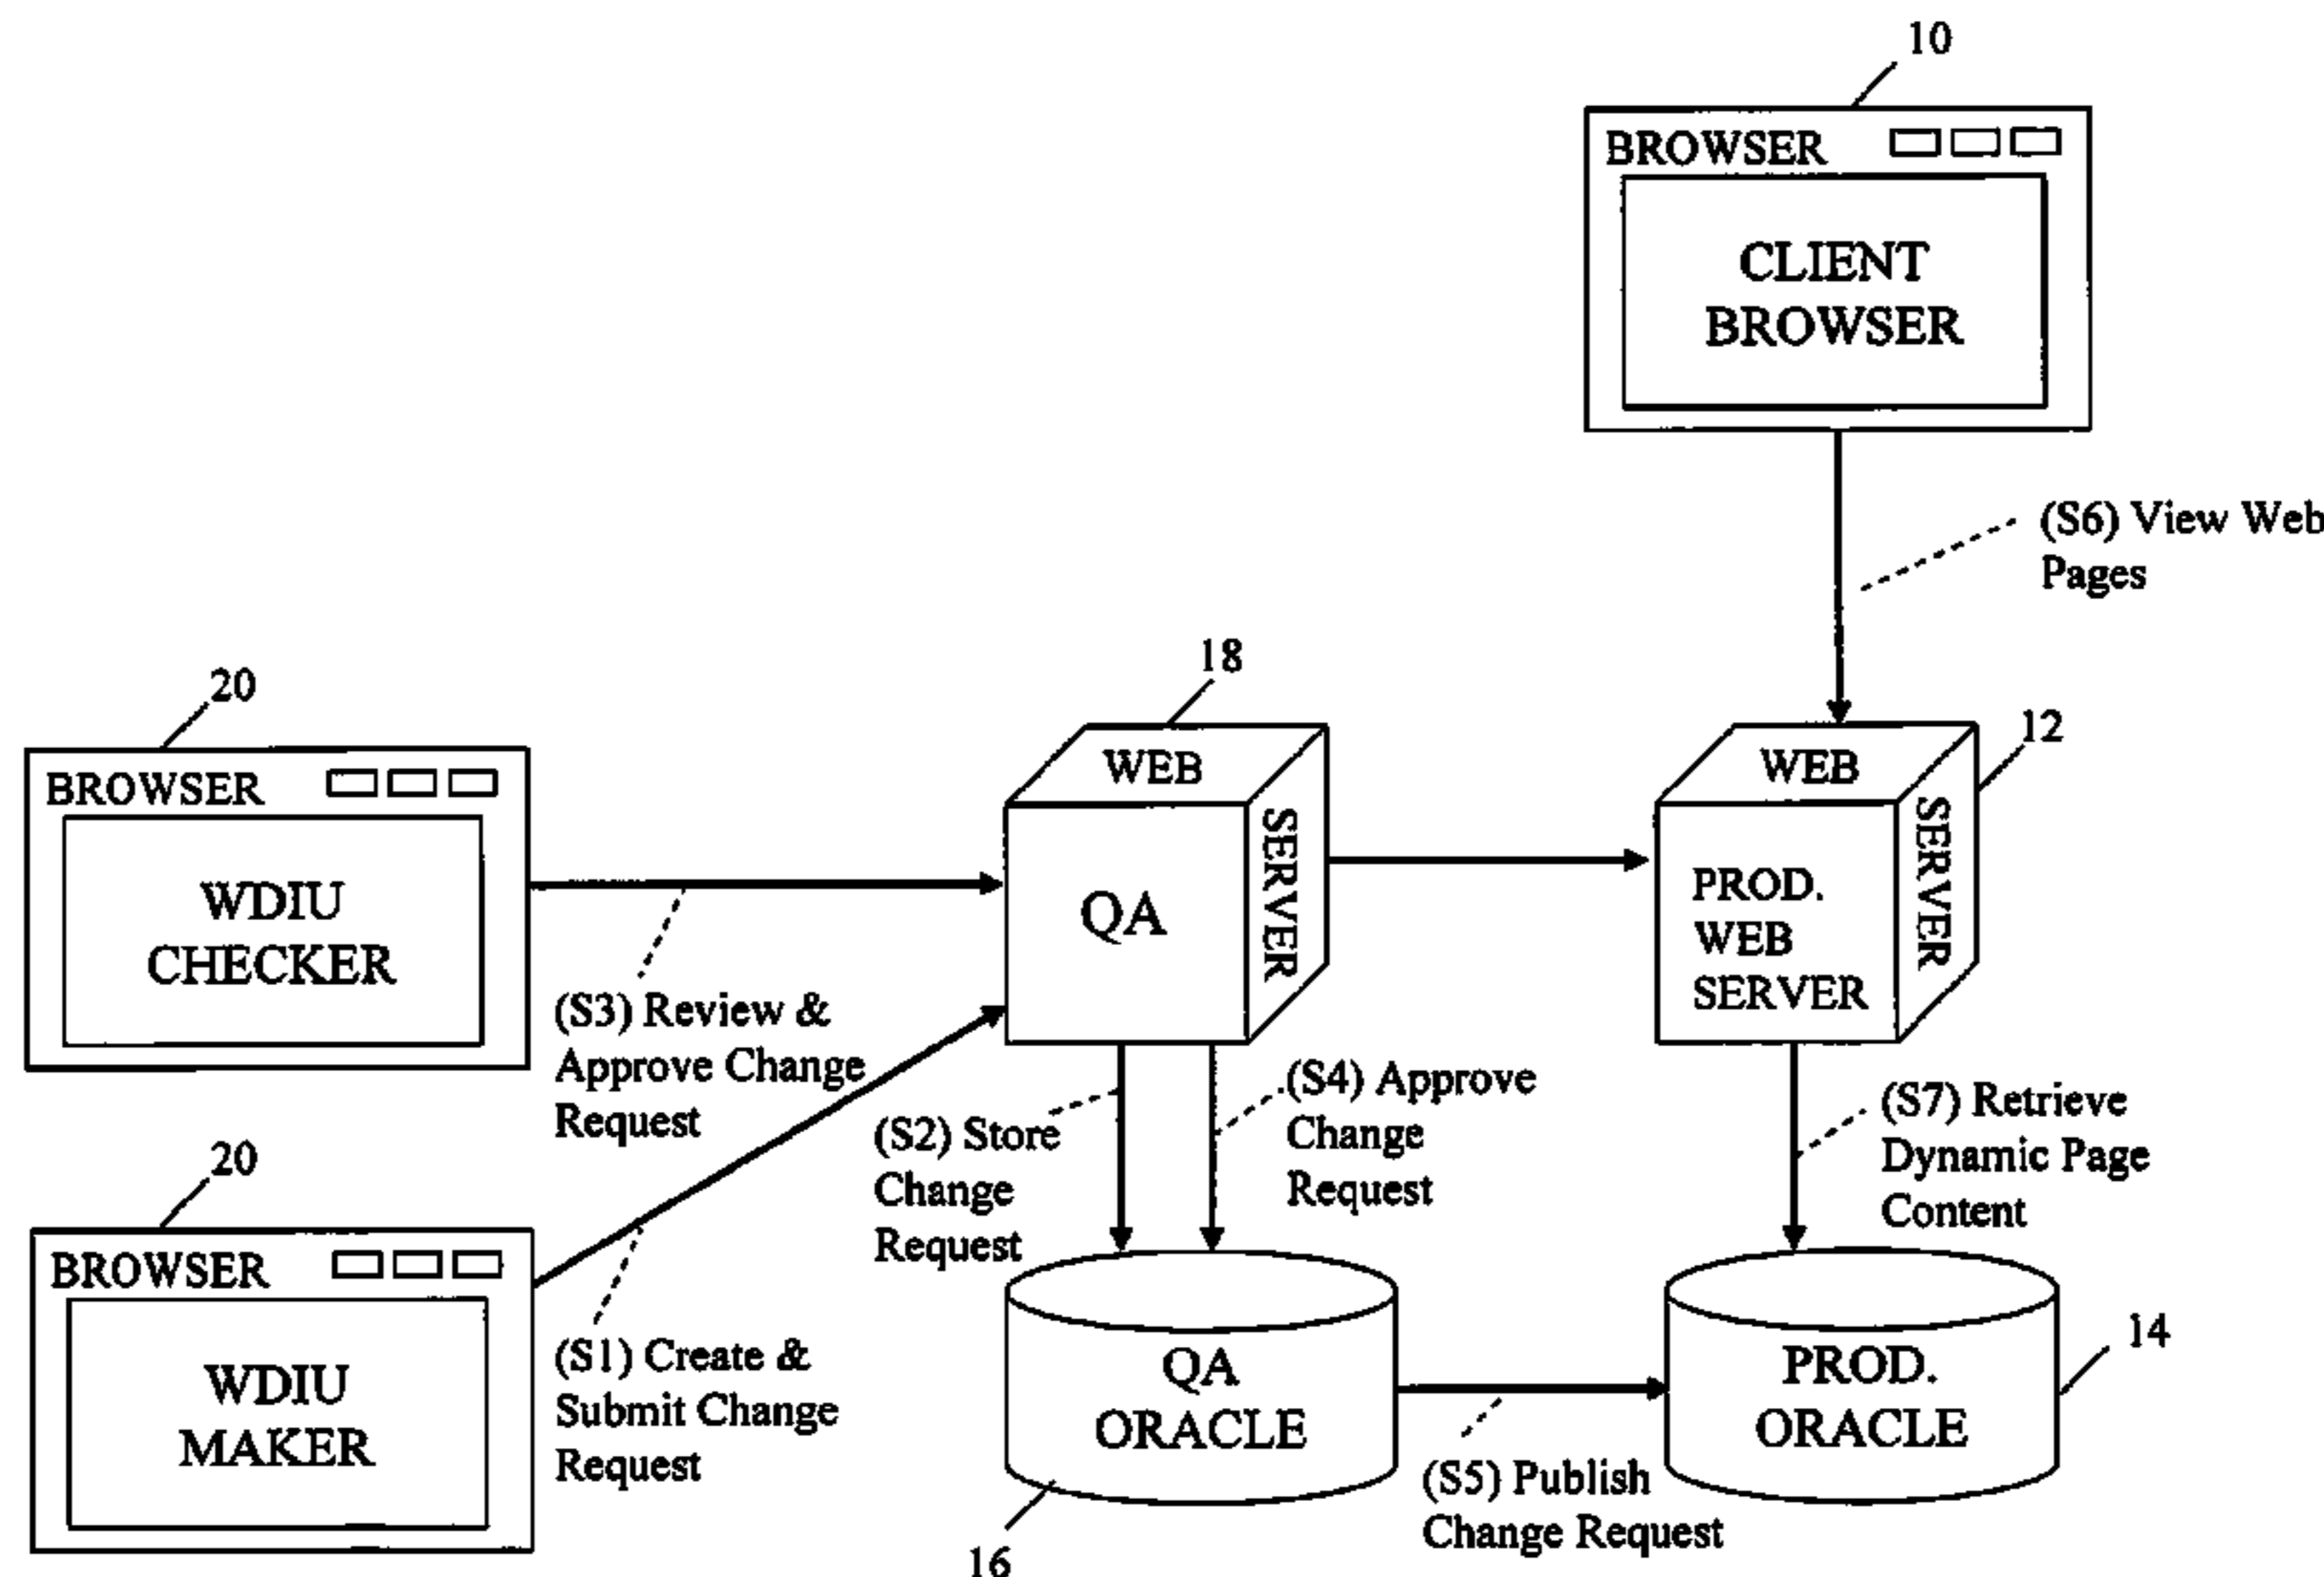 10
BROWSER
CLIENT
BROWSER
(S6) View Web
Pages
20
BROWSER
WDIU
CHECKER
18
WEB
SERVER
QA
12
WEB
SERVER
PROD.
WEB
SERVER
(S3) Review &
Approve Change
Request
(S2) Store
Change
Request
(S4) Approve
Change
Request
(S7) Retrieve
Dynamic Page
Content
20
BROWSER
WDIU
MAKER
(S1) Create &
Submit Change
Request
QA
ORACLE
16
(S5) Publish
Change Request
PROD.
ORACLE
14